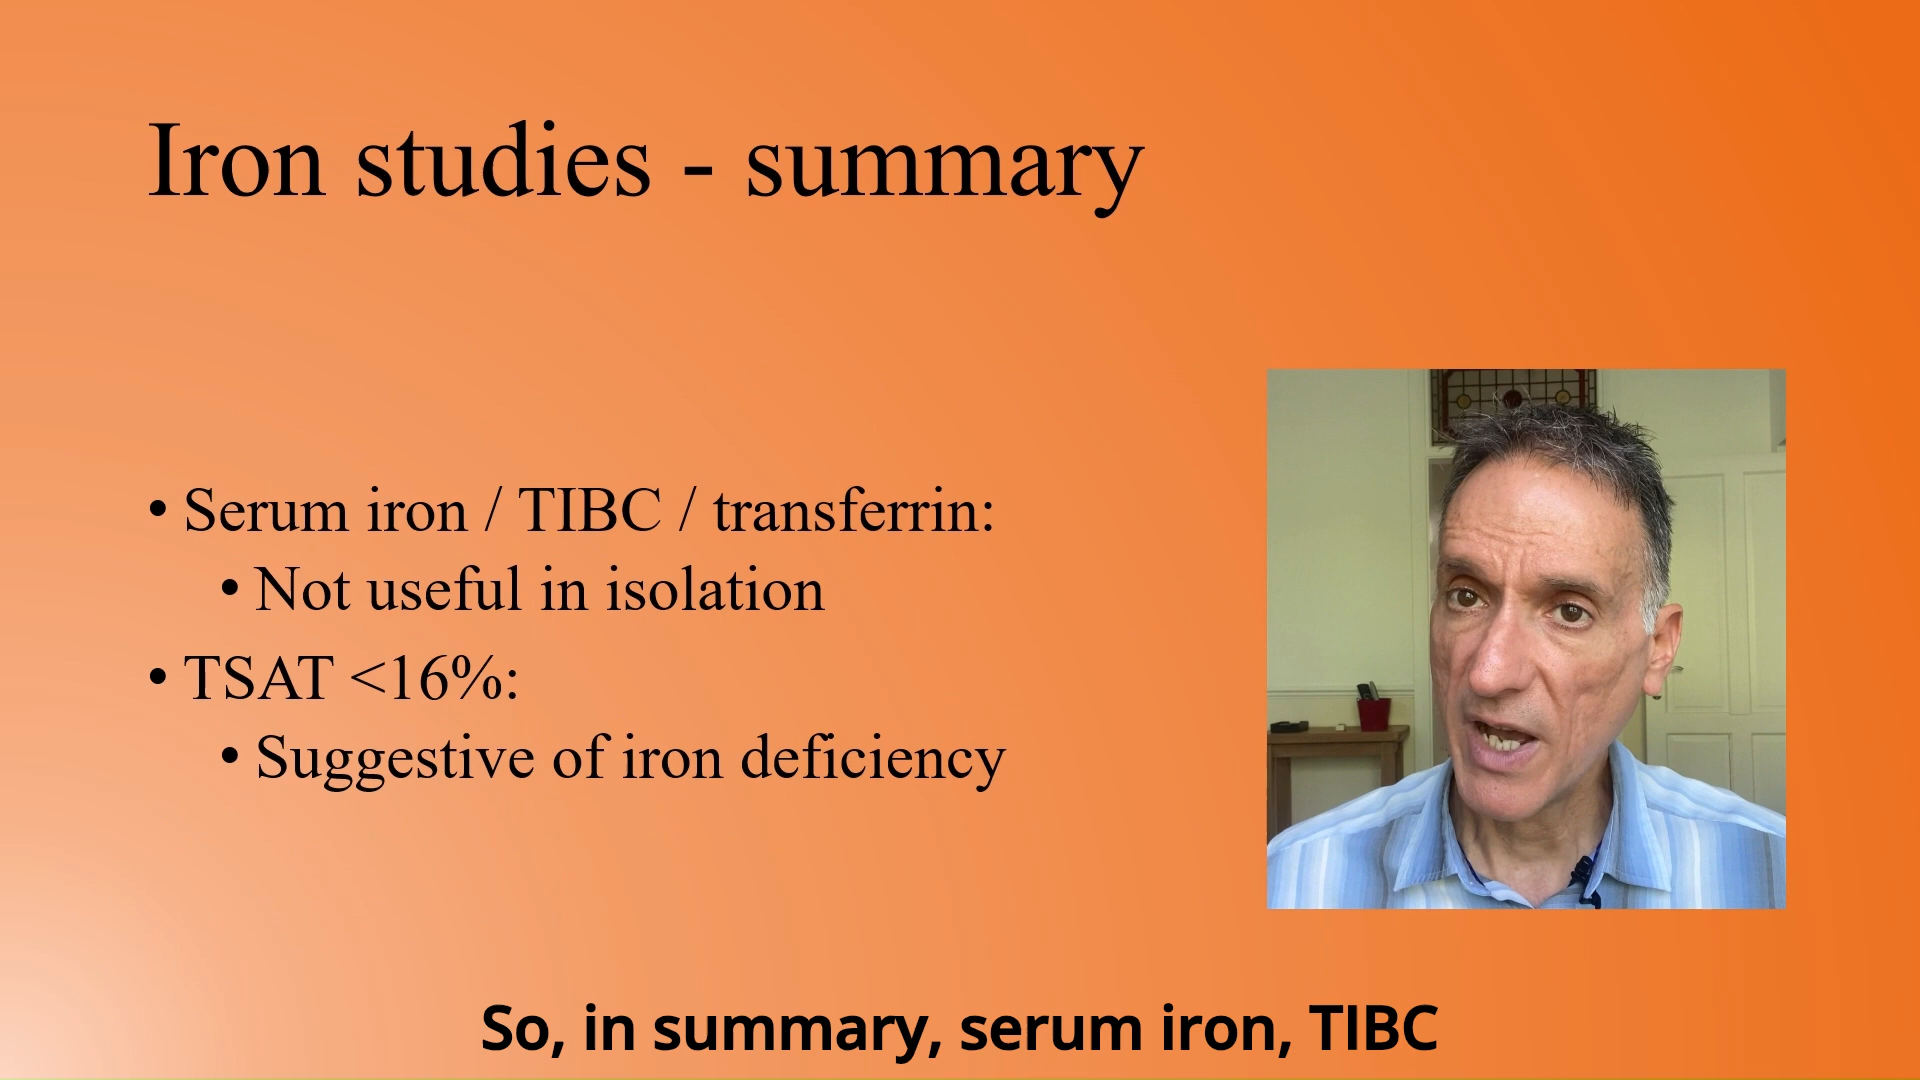 Iron studies - summary
• Serum iron / TIBC / transferrin:
• Not useful in isolation
• TSAT <16%:
• Suggestive of iron deficiency
So, in summary, serum iron, TIBC